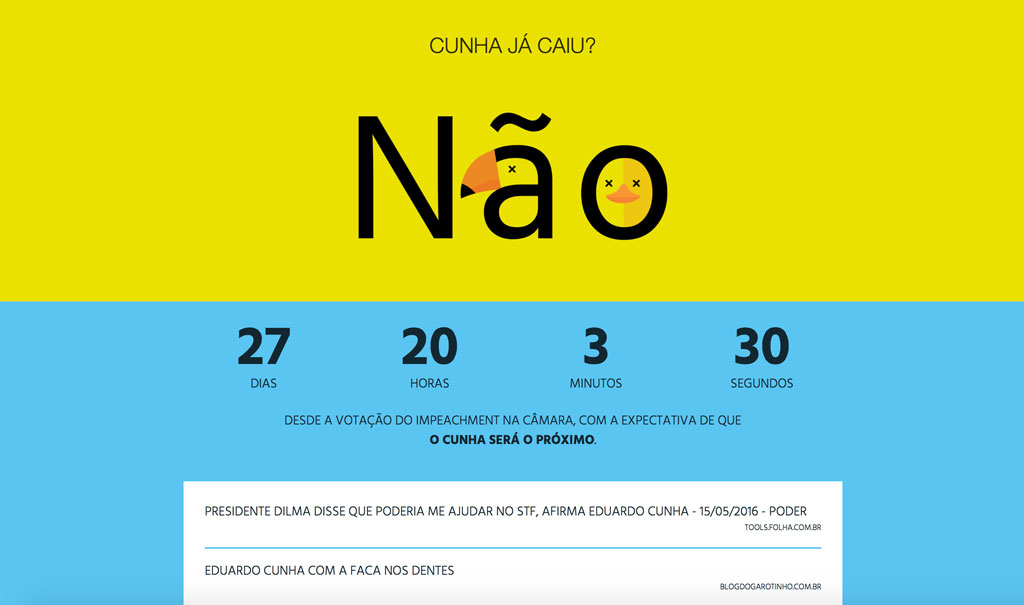 CUNHA JÁ CAIU?
Não
27 20 3 30
DIAS HORAS MINUTOS SEGUNDOS
DESDE A VOTAÇÃO DO IMPEACHMENT NA CÂMARA, COM A EXPECTATIVA DE QUE
O CUNHA SERÁ O PRÓXIMO.
PRESIDENTE DILMA DISSE QUE PODERIA ME AJUDAR NO STF, AFIRMA EDUARDO CUNHA - 15/05/2016 - PODER
TOOLS.FOLHA.COM.BR
EDUARDO CUNHA COM A FACA NOS DENTES
BLOGDOGAROTINHO.COM.BR